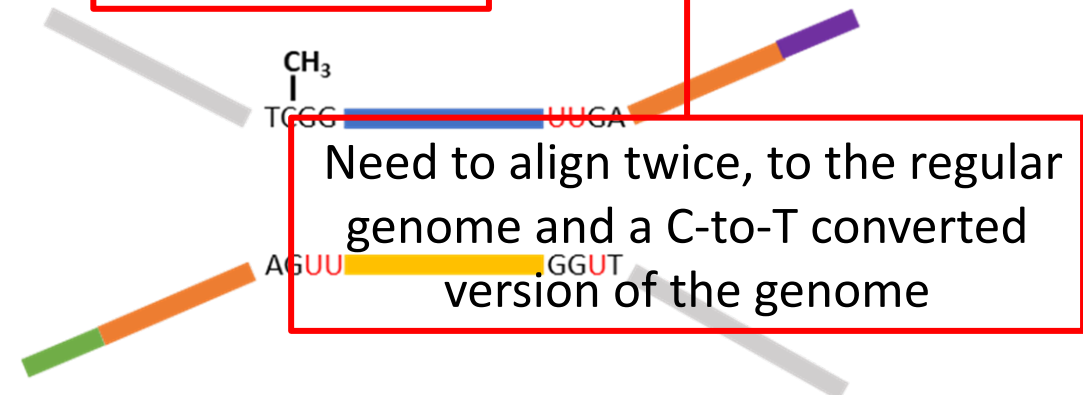 CH₃
TCGG UUGA
Need to align twice, to the regular
genome and a C-to-T converted
AGUU GGUT
version of the genome